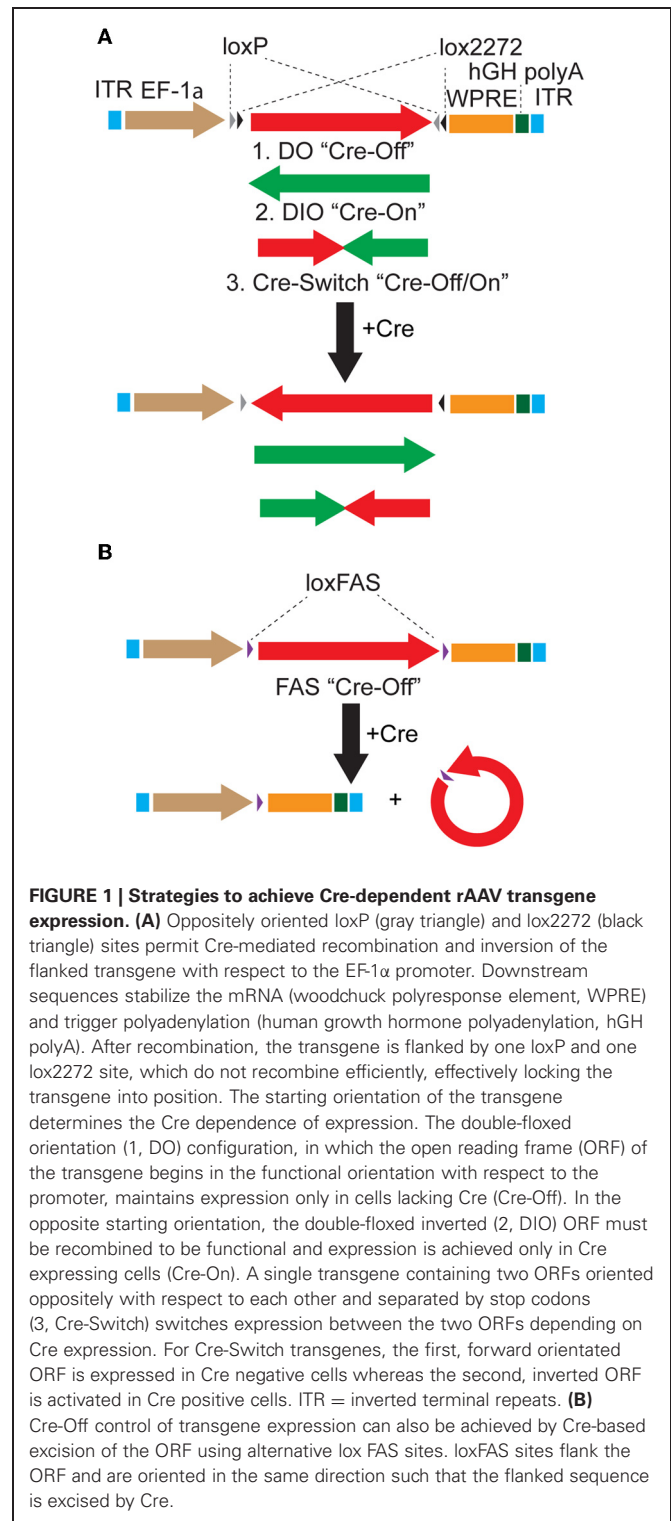 A
loxP
lox2272
hGH polyA
ITR EF-1a
WPRE
ITR
1. DO “Cre-Off”
2. DIO “Cre-On”
3. Cre-Switch “Cre-Off/On”
+Cre
B
loxFAS
FAS “Cre-Off”
+Cre
+
FIGURE 1 | Strategies to achieve Cre-dependent rAAV transgene
expression. (A) Oppositely oriented loxP (gray triangle) and lox2272 (black
triangle) sites permit Cre-mediated recombination and inversion of the
flanked transgene with respect to the EF-1α promoter. Downstream
sequences stabilize the mRNA (woodchuck polyresponse element, WPRE)
and trigger polyadenylation (human growth hormone polyadenylation, hGH
polyA). After recombination, the transgene is flanked by one loxP and one
lox2272 site, which do not recombine efficiently, effectively locking the
transgene into position. The starting orientation of the transgene
determines the Cre dependence of expression. The double-floxed
orientation (1, DO) configuration, in which the open reading frame (ORF) of
the transgene begins in the functional orientation with respect to the
promoter, maintains expression only in cells lacking Cre (Cre-Off). In the
opposite starting orientation, the double-floxed inverted (2, DIO) ORF must
be recombined to be functional and expression is achieved only in Cre
expressing cells (Cre-On). A single transgene containing two ORFs oriented
oppositely with respect to each other and separated by stop codons
(3, Cre-Switch) switches expression between the two ORFs depending on
Cre expression. For Cre-Switch transgenes, the first, forward orientated
ORF is expressed in Cre negative cells whereas the second, inverted ORF
is activated in Cre positive cells. ITR = inverted terminal repeats. (B)
Cre-Off control of transgene expression can also be achieved by Cre-based
excision of the ORF using alternative lox FAS sites. loxFAS sites flank the
ORF and are oriented in the same direction such that the flanked sequence
is excised by Cre.